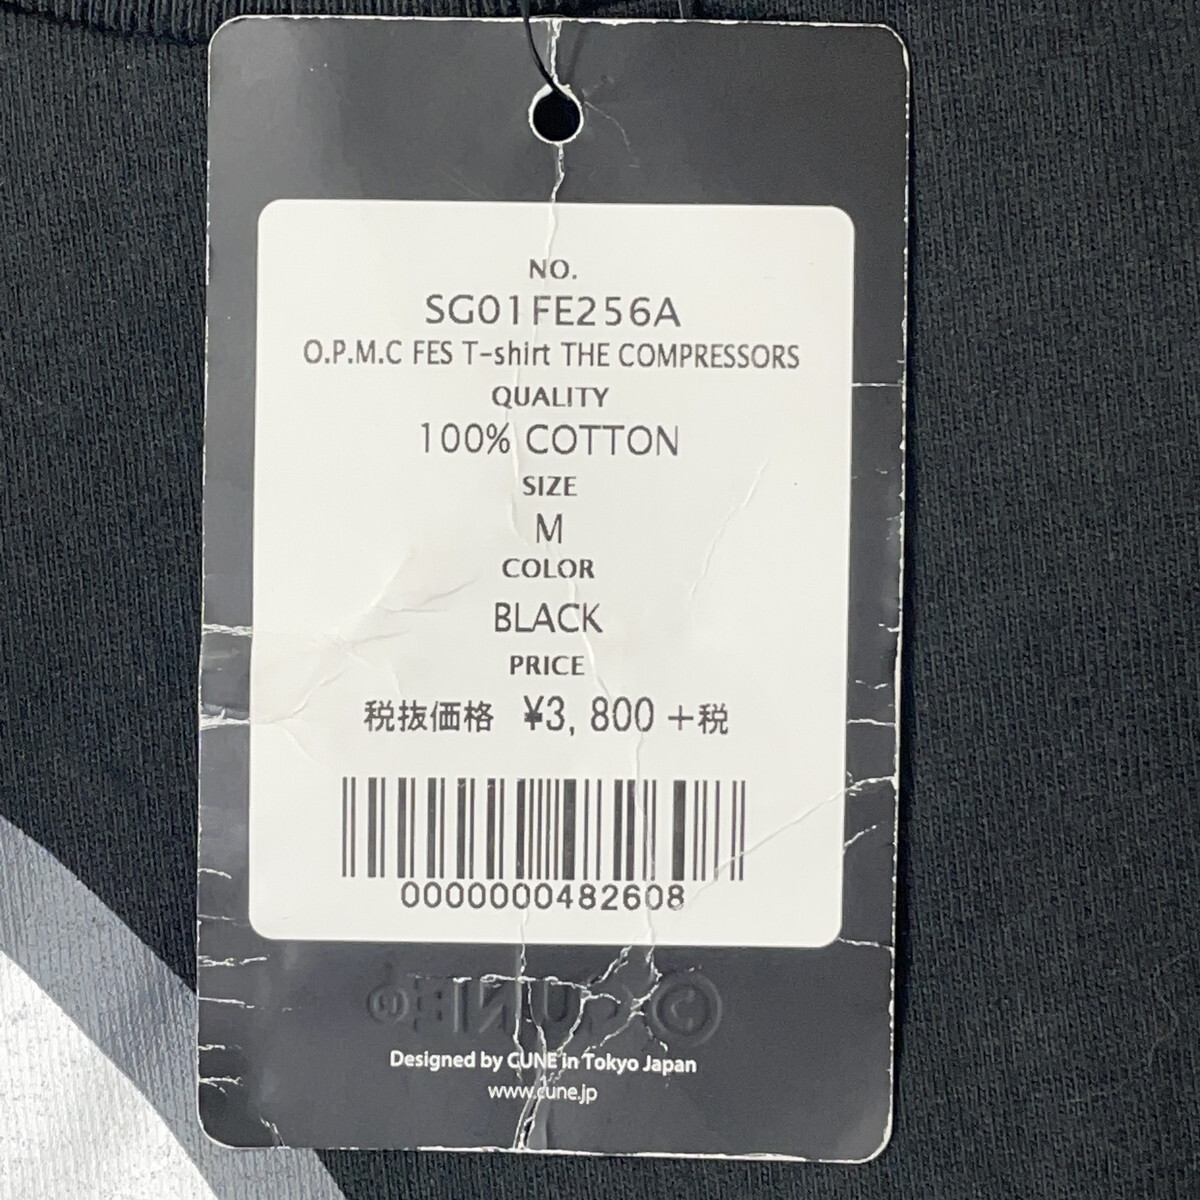 NO.
SG01FE256A
O.P.M.C FES T-shirt THE COMPRESSORS
QUALITY
100% COTTON
SIZE
M
COLOR
BLACK
PRICE
税抜価格 ¥3, 800 +税
0000000482608
Designed by CUNE in Tokyo Japan
www.cune.jp